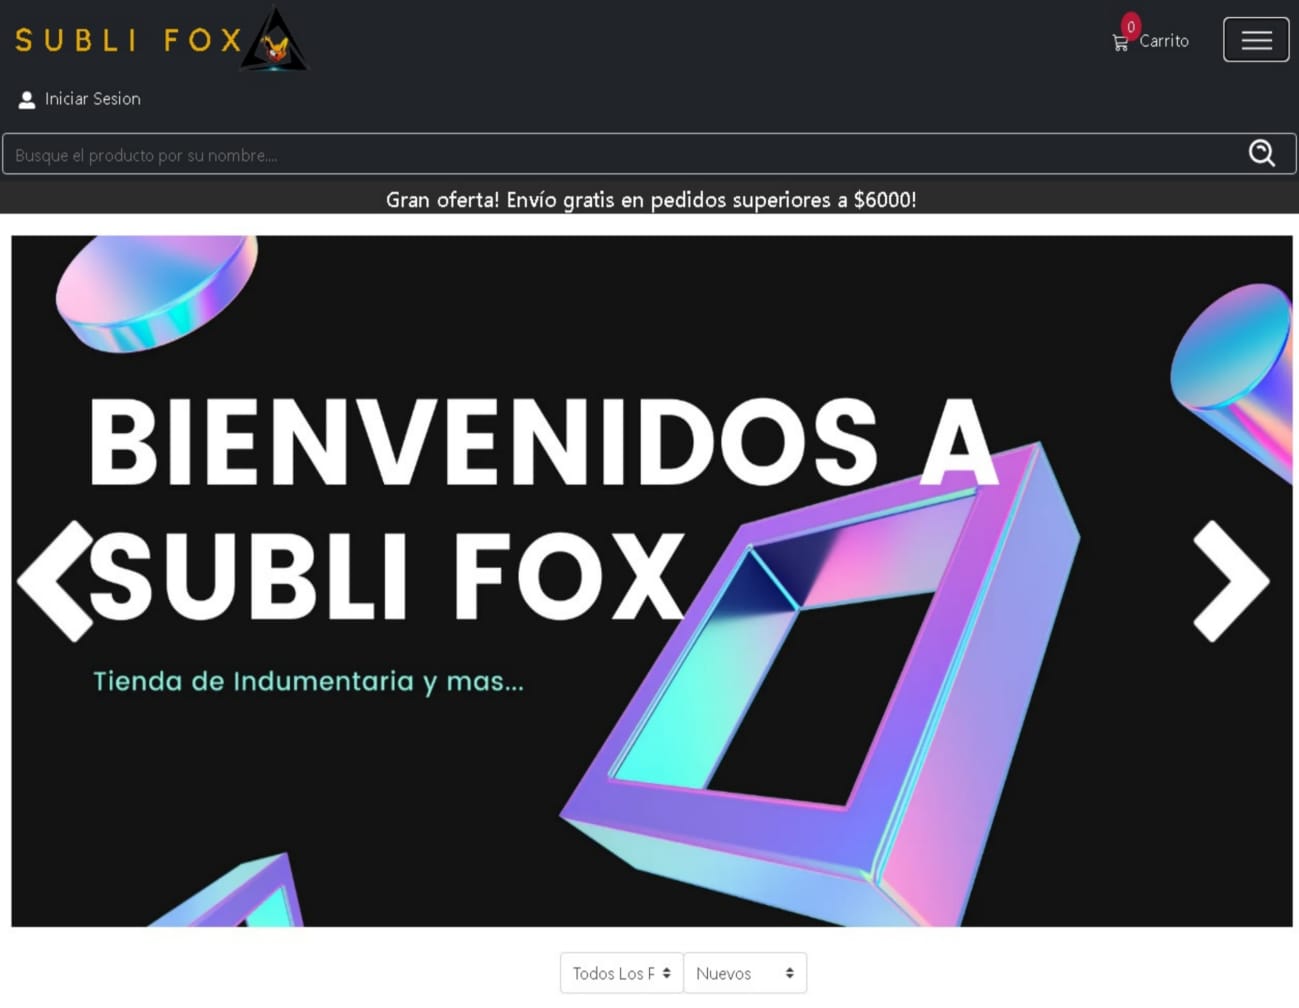 SUBLI FOX
0
Carrito
Iniciar Sesion
Busque el producto por su nombre....
Gran oferta! Envío gratis en pedidos superiores a $6000!
BIENVENIDOS A
SUBLI FOX
Tienda de Indumentaria y mas...
Todos Los F
Nuevos